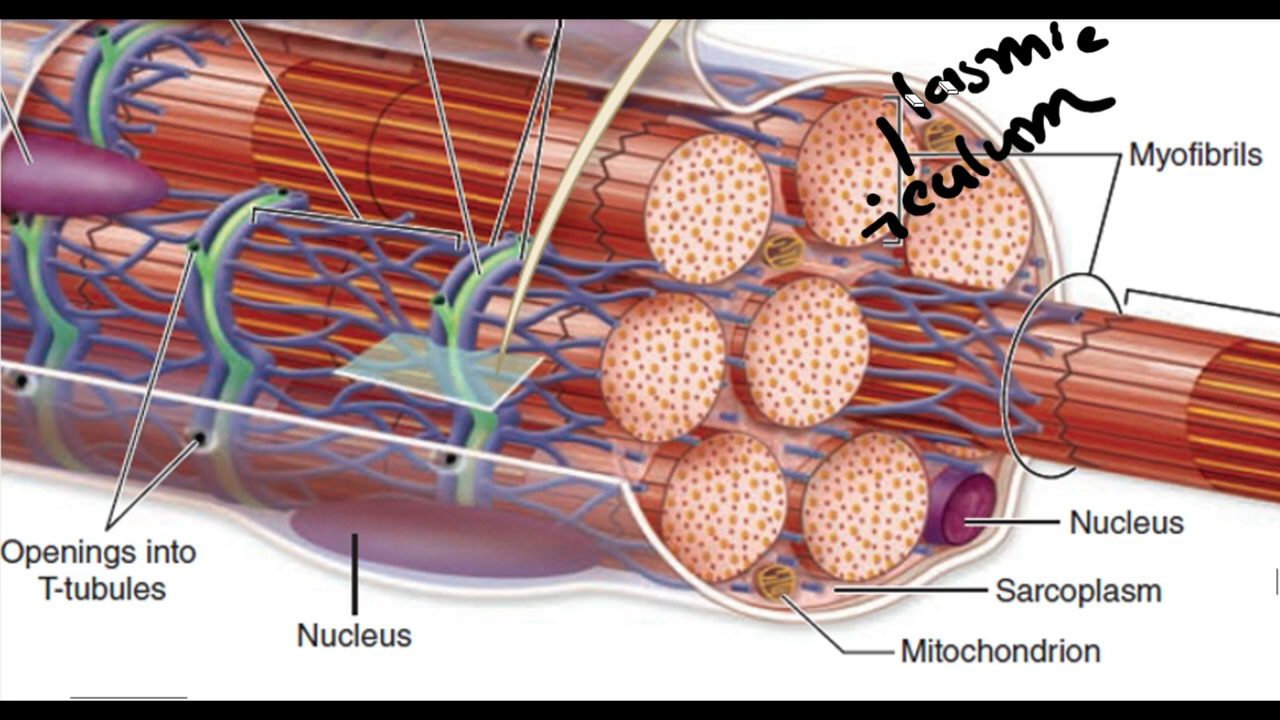 lasmic
iculum
Myofibrils
Openings into
T-tubules
Nucleus
Nucleus
Sarcoplasm
Mitochondrion